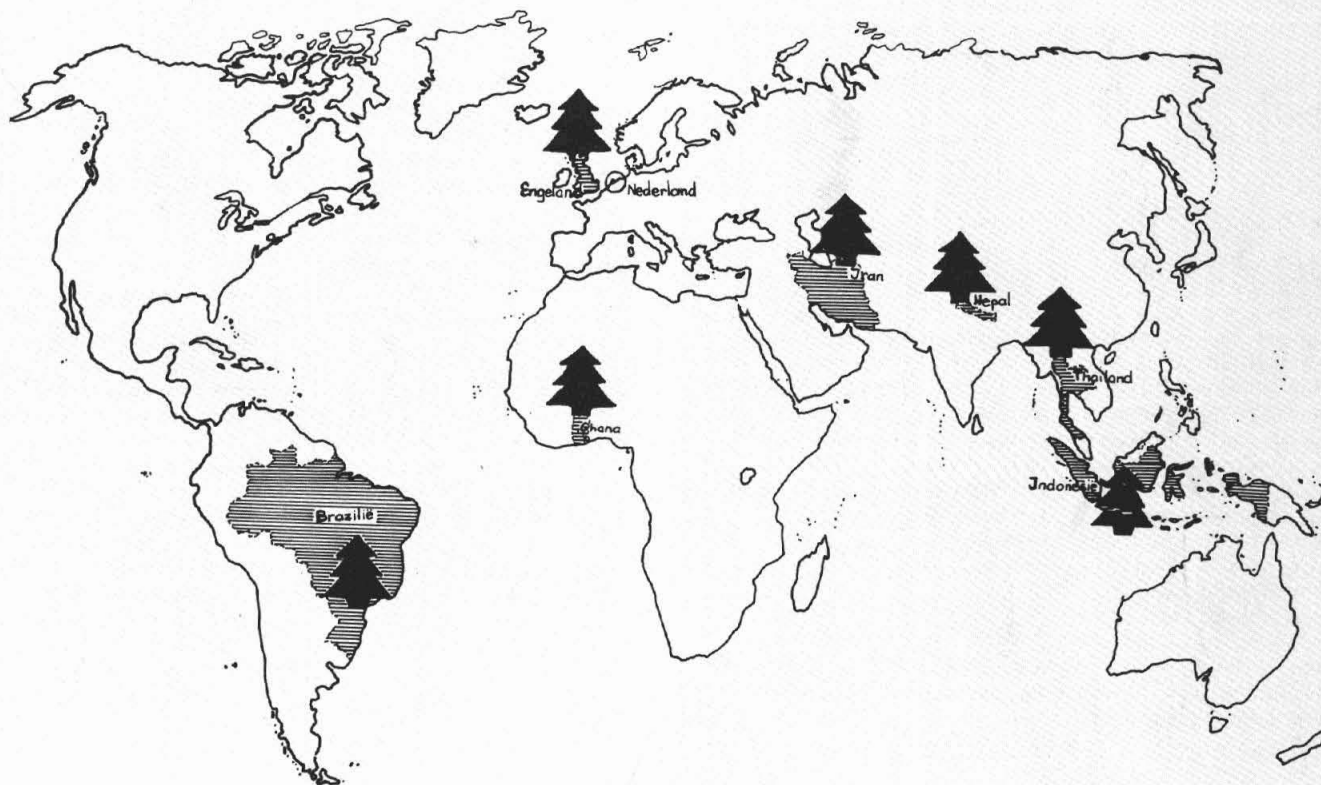 Engeland
Nederland
Iran
Nepal
Thailand
Ghana
Indonesië
Brazilië